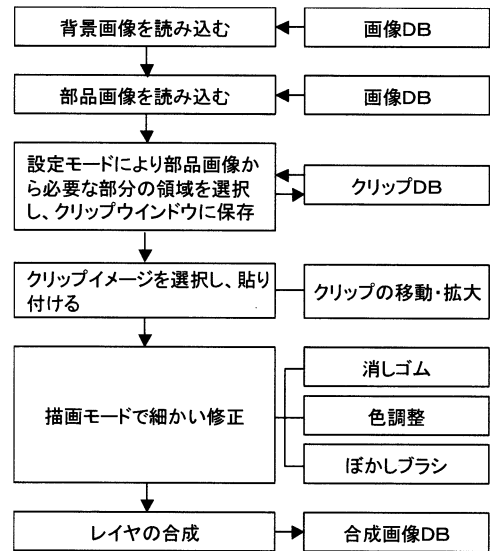 背景画像を読み込む
画像DB
部品画像を読み込む
画像DB
設定モードにより部品画像か
ら必要な部分の領域を選択
し、クリップウインドウに保存
クリップDB
クリップイメージを選択し、貼り
付ける
クリップの移動・拡大
描画モードで細かい修正
消しゴム
色調整
ぼかしブラシ
レイヤの合成
合成画像DB